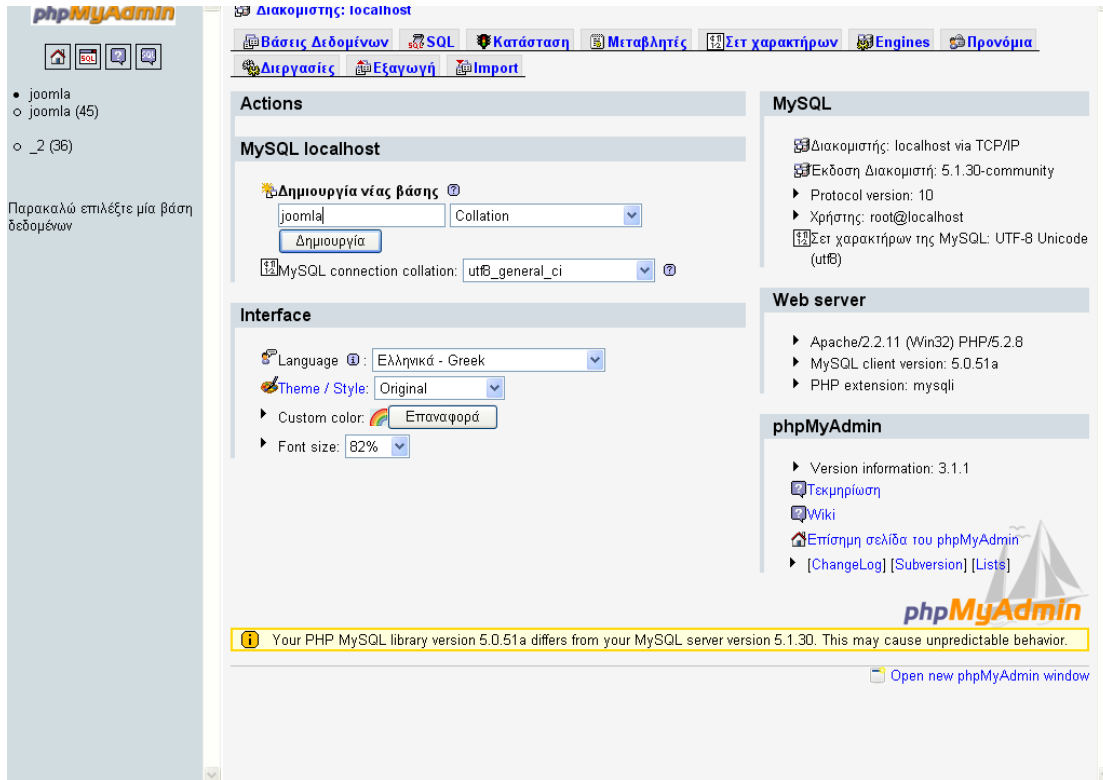 phpMyAdmin
SQL
joomla
joomla (45)
_2 (36)
Παρακαλώ επιλέξτε μία βάση
δεδομένων
Διακομιστής: localhost
Βάσεις Δεδομένων SQL Κατάσταση Μεταβλητές Σετ χαρακτήρων Engines Προνόμια
Διεργασίες Εξαγωγή Import
Actions
MySQL localhost
Δημιουργία νέας βάσης
joomla Collation
Δημιουργία
MySQL connection collation: utf8_general_ci
Interface
Language : Ελληνικά - Greek
Theme / Style: Original
Custom color: Επαναφορά
Font size: 82%
MySQL
Διακομιστής: localhost via TCP/IP
Έκδοση Διακομιστή: 5.1.30-community
Protocol version: 10
Χρήστης: root@localhost
Σετ χαρακτήρων της MySQL: UTF-8 Unicode
(utf8)
Web server
Apache/2.2.11 (Win32) PHP/5.2.8
MySQL client version: 5.0.51a
PHP extension: mysqli
phpMyAdmin
Version information: 3.1.1
Τεκμηρίωση
Wiki
Επίσημη σελίδα του phpMyAdmin
[ChangeLog] [Subversion] [Lists]
phpMyAdmin
Your PHP MySQL library version 5.0.51a differs from your MySQL server version 5.1.30. This may cause unpredictable behavior.
Open new phpMyAdmin window